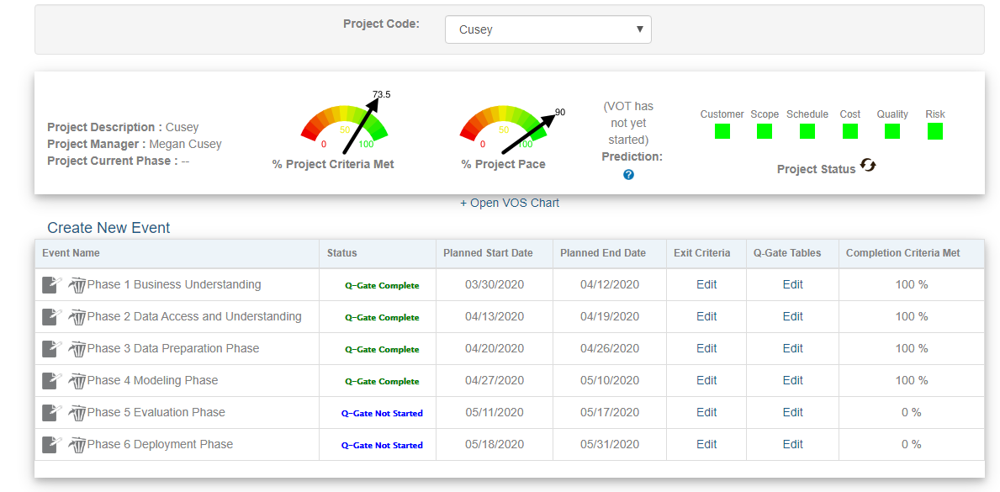 Project Code: Cusey ▼
73.5
50
0 100
% Project Criteria Met
90
50
0 100
% Project Pace
(VOT has
not yet
started)
Prediction:
?
Customer Scope Schedule Cost Quality Risk
Project Status
Project Description : Cusey
Project Manager : Megan Cusey
Project Current Phase : --
+ Open VOS Chart
Create New Event
Event Name Status Planned Start Date Planned End Date Exit Criteria Q-Gate Tables Completion Criteria Met
Phase 1 Business Understanding Q-Gate Complete 03/30/2020 04/12/2020 Edit Edit 100 %
Phase 2 Data Access and Understanding Q-Gate Complete 04/13/2020 04/19/2020 Edit Edit 100 %
Phase 3 Data Preparation Phase Q-Gate Complete 04/20/2020 04/26/2020 Edit Edit 100 %
Phase 4 Modeling Phase Q-Gate Complete 04/27/2020 05/10/2020 Edit Edit 100 %
Phase 5 Evaluation Phase Q-Gate Not Started 05/11/2020 05/17/2020 Edit Edit 0 %
Phase 6 Deployment Phase Q-Gate Not Started 05/18/2020 05/31/2020 Edit Edit 0 %